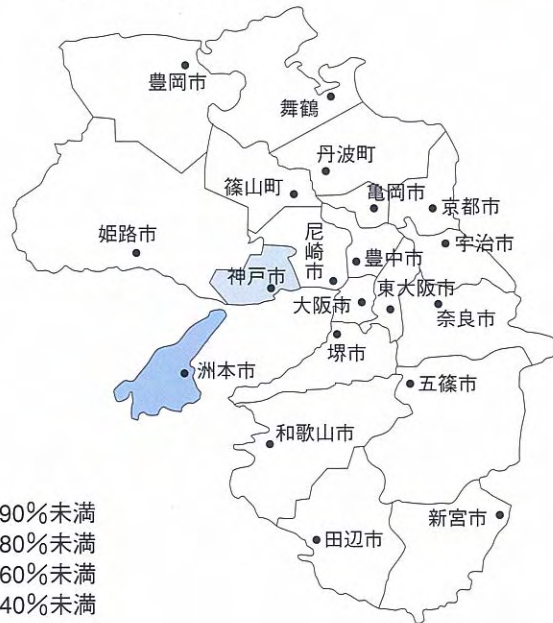 豊岡市
舞鶴
丹波町
篠山町
亀岡市
京都市
姫路市
尼崎市
豊中市
宇治市
神戸市
大阪市
東大阪市
奈良市
堺市
洲本市
五篠市
和歌山市
90%未満
80%未満
60%未満
40%未満
田辺市
新宮市